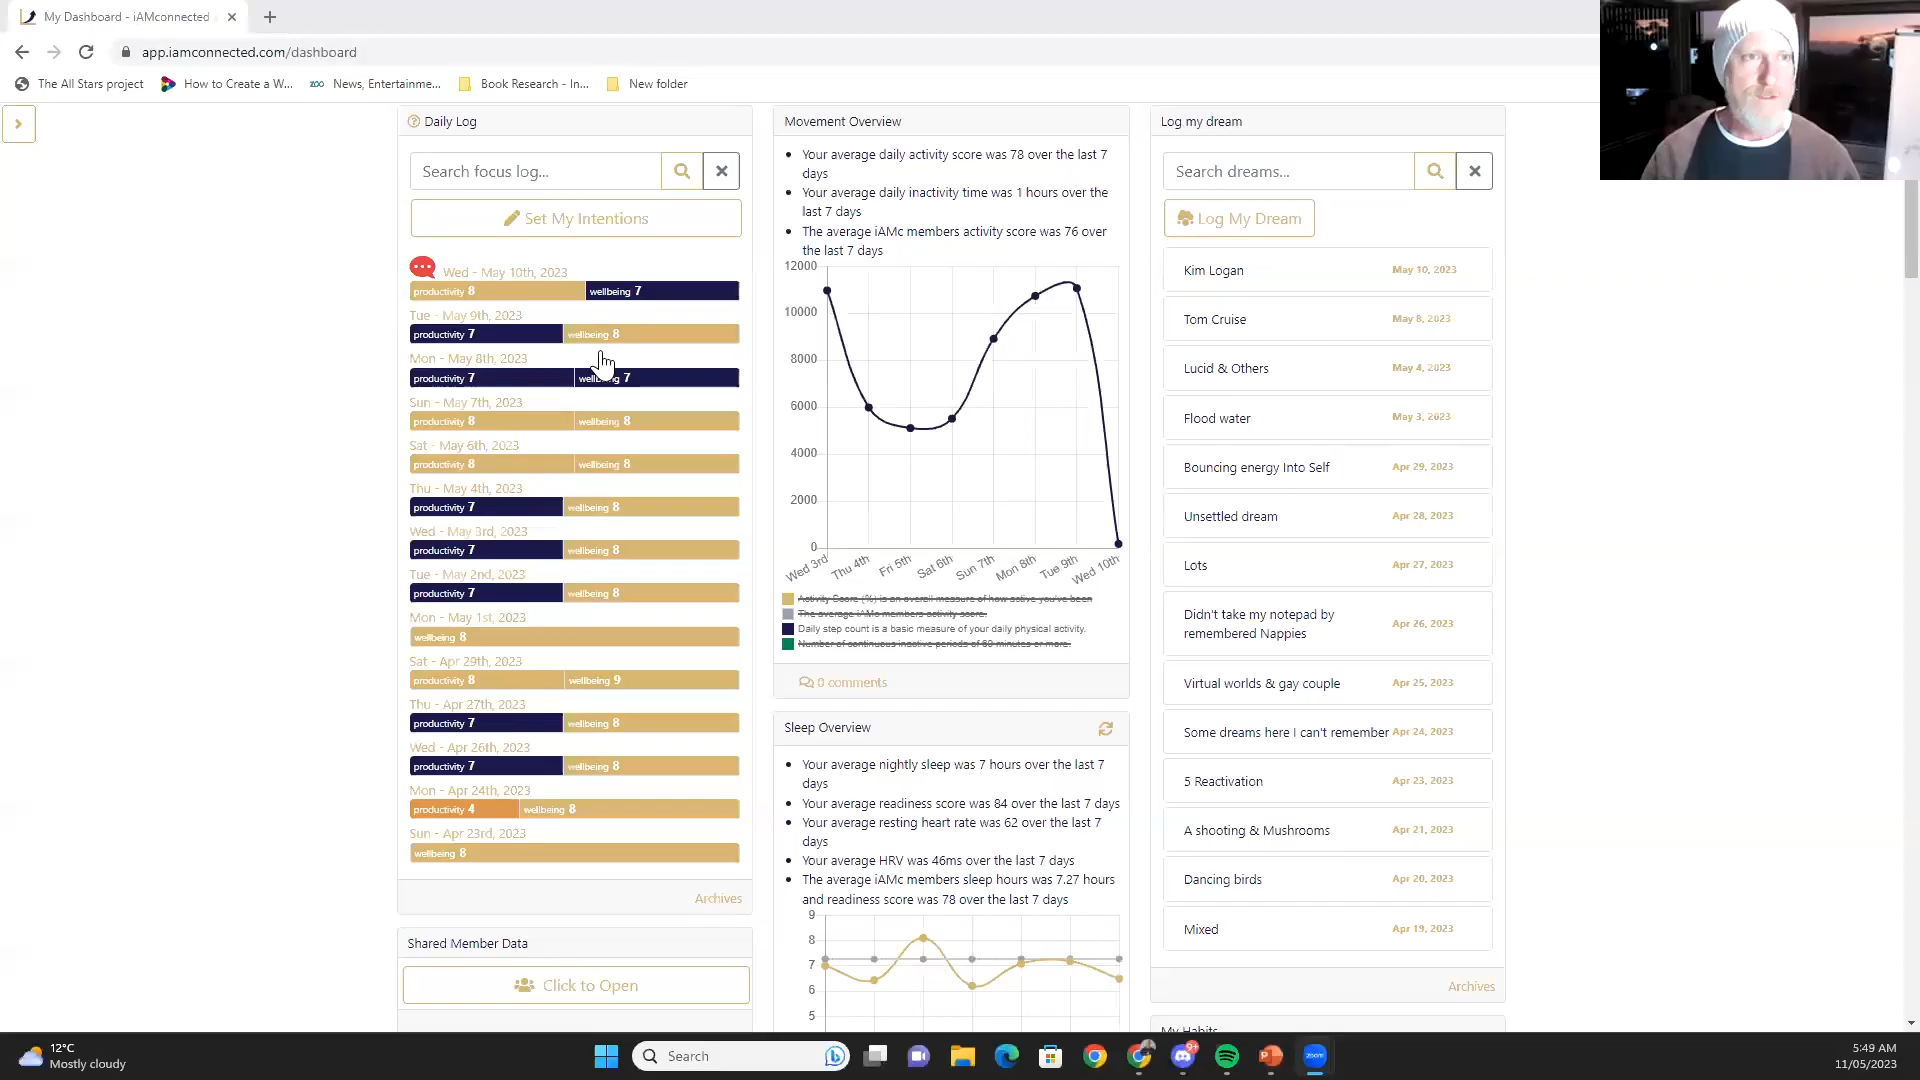 My Dashboard - iAMconnected
app.iamconnected.com/dashboard
The All Stars project
How to Create a W...
News, Entertainme...
Book Research - In...
New folder
Daily Log
Search focus log...
Set My Intentions
Wed - May 10th, 2023
productivity 8 wellbeing 7
Tue - May 9th, 2023
productivity 7 wellbeing 8
Mon - May 8th, 2023
productivity 7 7
Sun - May 7th, 2023
productivity 8 wellbeing 8
Sat - May 6th, 2023
productivity 8 wellbeing 8
Thu - May 4th, 2023
productivity 7 wellbeing 8
Wed - May 3rd, 2023
productivity 7 wellbeing 8
Tue - May 2nd, 2023
productivity 7 wellbeing 8
Mon - May 1st, 2023
wellbeing 8
Sat - Apr 29th, 2023
productivity 8 wellbeing 9
Thu - Apr 27th, 2023
productivity 7 wellbeing 8
Wed - Apr 26th, 2023
productivity 7 wellbeing 8
Mon - Apr 24th, 2023
productivity 4 wellbeing 8
Sun - Apr 23rd, 2023
wellbeing 8
Archives
Shared Member Data
Click to Open
Movement Overview
Your average daily activity score was 78 over the last 7
days
Your average daily inactivity time was 1 hours over the
last 7 days
The average iAMc members activity score was 76 over
the last 7 days
12000
10000
8000
6000
4000
2000
0
Wed 3rd Thu 4th Fri 5th Sat 6th Sun 7th Mon 8th Tue 9th Wed 10th
Activity Score (%) is an overall measure of how active you've been
The average iAMc members activity score.
Daily step count is a basic measure of your daily physical activity.
Number of continuous inactive periods of 60 minutes or more.
0 comments
Sleep Overview
Your average nightly sleep was 7 hours over the last 7
days
Your average readiness score was 84 over the last 7 days
Your average resting heart rate was 62 over the last 7
days
Your average HRV was 46ms over the last 7 days
The average iAMc members sleep hours was 7.27 hours
and readiness score was 78 over the last 7 days
9
8
7
6
5
Log my dream
Search dreams...
Log My Dream
Kim Logan May 10, 2023
Tom Cruise May 8, 2023
Lucid & Others May 4, 2023
Flood water May 3, 2023
Bouncing energy Into Self Apr 29, 2023
Unsettled dream Apr 28, 2023
Lots Apr 27, 2023
Didn't take my notepad by
remembered Nappies Apr 26, 2023
Virtual worlds & gay couple Apr 25, 2023
Some dreams here I can't remember Apr 24, 2023
5 Reactivation Apr 23, 2023
A shooting & Mushrooms Apr 21, 2023
Dancing birds Apr 20, 2023
Mixed Apr 19, 2023
Archives
My Habits
12°C
Mostly cloudy
Search
9+
zoom
5:49 AM
11/05/2023